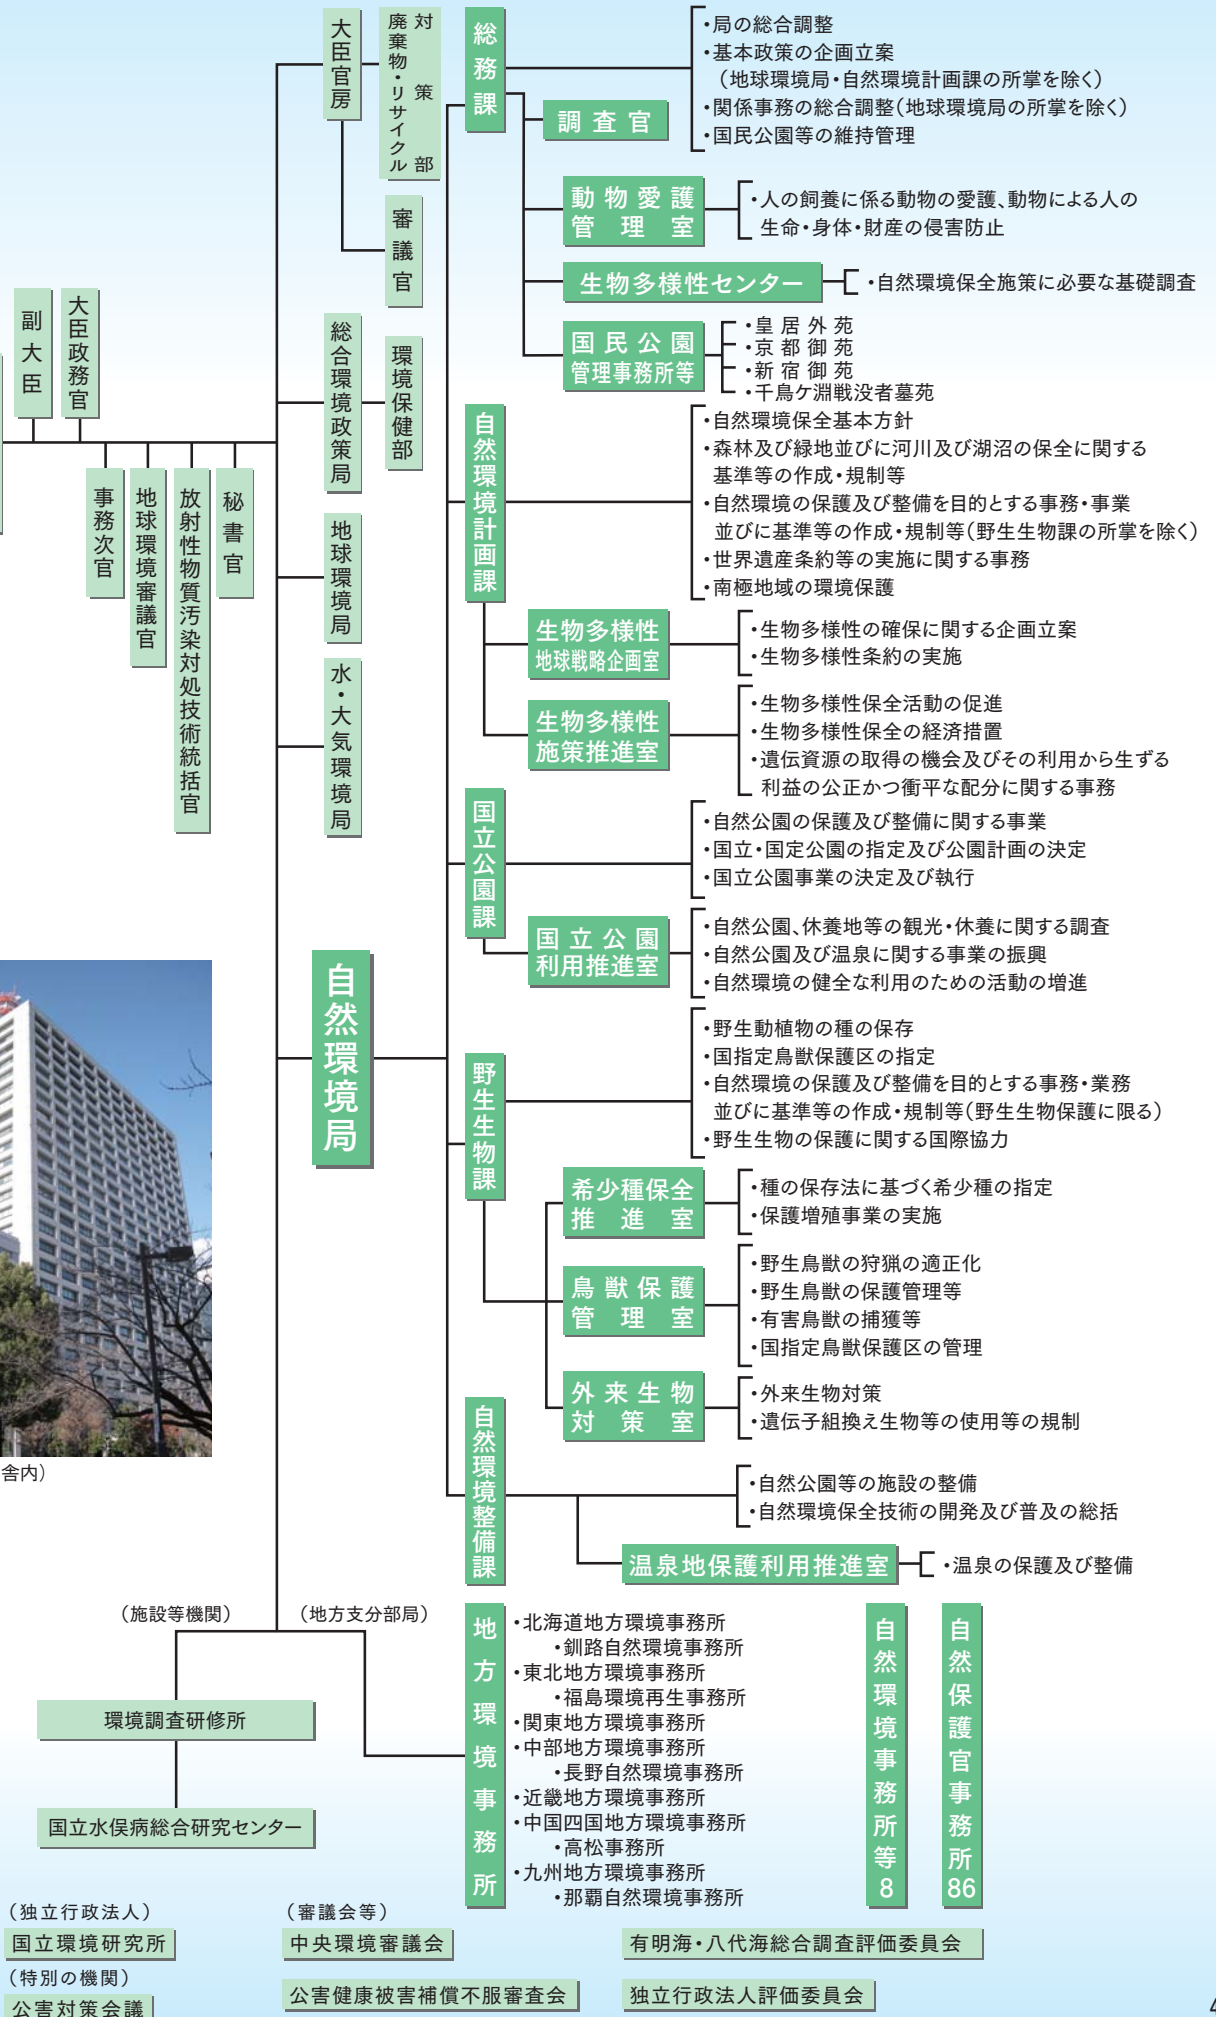 大臣官房
廃棄物・リサイクル
対策部
審議官
副大臣
大臣政務官
事務次官
地球環境審議官
放射性物質汚染対処技術統括官
秘書官
総合環境政策局
環境保健部
地球環境局
水・大気環境局
自然環境局
総務課
・局の総合調整
・基本政策の企画立案
（地球環境局・自然環境計画課の所掌を除く）
・関係事務の総合調整（地球環境局の所掌を除く）
・国民公園等の維持管理
調査官
動物愛護
管理室
・人の飼養に係る動物の愛護、動物による人の
生命・身体・財産の侵害防止
生物多様性センター
・自然環境保全施策に必要な基礎調査
国民公園
管理事務所等
・皇居外苑
・京都御苑
・新宿御苑
・千鳥ケ淵戦没者墓苑
自然環境計画課
・自然環境保全基本方針
・森林及び緑地並びに河川及び湖沼の保全に関する
基準等の作成・規制等
・自然環境の保護及び整備を目的とする事務・事業
並びに基準等の作成・規制等（野生生物課の所掌を除く）
・世界遺産条約等の実施に関する事務
・南極地域の環境保護
生物多様性
地球戦略企画室
・生物多様性の確保に関する企画立案
・生物多様性条約の実施
生物多様性
施策推進室
・生物多様性保全活動の促進
・生物多様性保全の経済措置
・遺伝資源の取得の機会及びその利用から生ずる
利益の公正かつ衡平な配分に関する事務
国立公園課
・自然公園の保護及び整備に関する事業
・国立・国定公園の指定及び公園計画の決定
・国立公園事業の決定及び執行
国立公園
利用推進室
・自然公園、休養地等の観光・休養に関する調査
・自然公園及び温泉に関する事業の振興
・自然環境の健全な利用のための活動の増進
野生生物課
・野生動植物の種の保存
・国指定鳥獣保護区の指定
・自然環境の保護及び整備を目的とする事務・業務
並びに基準等の作成・規制等（野生生物保護に限る）
・野生生物の保護に関する国際協力
希少種保全
推進室
・種の保存法に基づく希少種の指定
・保護増殖事業の実施
鳥獣保護
管理室
・野生鳥獣の狩猟の適正化
・野生鳥獣の保護管理等
・有害鳥獣の捕獲等
・国指定鳥獣保護区の管理
外来生物
対策室
・外来生物対策
・遺伝子組換え生物等の使用等の規制
自然環境整備課
・自然公園等の施設の整備
・自然環境保全技術の開発及び普及の総括
温泉地保護利用推進室
・温泉の保護及び整備
舎内）
（施設等機関）
（地方支分部局）
環境調査研修所
国立水俣病総合研究センター
地方環境事務所
・北海道地方環境事務所
・釧路自然環境事務所
・東北地方環境事務所
・福島環境再生事務所
・関東地方環境事務所
・中部地方環境事務所
・長野自然環境事務所
・近畿地方環境事務所
・中国四国地方環境事務所
・高松事務所
・九州地方環境事務所
・那覇自然環境事務所
自然環境事務所等8
自然保護官事務所86
（独立行政法人）
国立環境研究所
（特別の機関）
公害対策会議
（審議会等）
中央環境審議会
有明海・八代海総合調査評価委員会
公害健康被害補償不服審査会
独立行政法人評価委員会